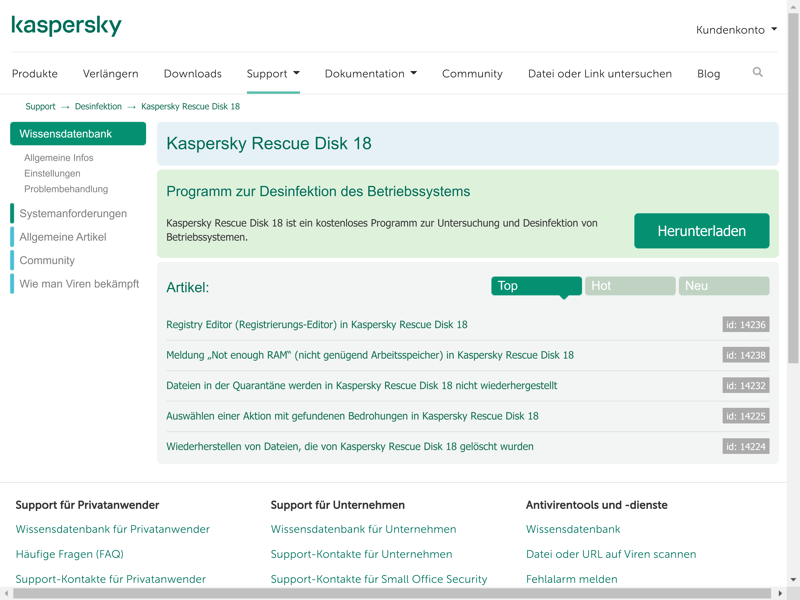 kaspersky
Kundenkonto
Produkte Verlängern Downloads Support Dokumentation Community Datei oder Link untersuchen Blog
Support → Desinfektion → Kaspersky Rescue Disk 18
Wissensdatenbank
Allgemeine Infos
Einstellungen
Problembehandlung
Systemanforderungen
Allgemeine Artikel
Community
Wie man Viren bekämpft
Kaspersky Rescue Disk 18
Programm zur Desinfektion des Betriebssystems
Kaspersky Rescue Disk 18 ist ein kostenloses Programm zur Untersuchung und Desinfektion von
Betriebssystemen.
Herunterladen
Artikel:
Top Hot Neu
Registry Editor (Registrierungs-Editor) in Kaspersky Rescue Disk 18 id: 14236
Meldung „Not enough RAM“ (nicht genügend Arbeitsspeicher) in Kaspersky Rescue Disk 18 id: 14238
Dateien in der Quarantäne werden in Kaspersky Rescue Disk 18 nicht wiederhergestellt id: 14232
Auswählen einer Aktion mit gefundenen Bedrohungen in Kaspersky Rescue Disk 18 id: 14225
Wiederherstellen von Dateien, die von Kaspersky Rescue Disk 18 gelöscht wurden id: 14224
Support für Privatanwender
Wissensdatenbank für Privatanwender
Häufige Fragen (FAQ)
Support-Kontakte für Privatanwender
Support für Unternehmen
Wissensdatenbank für Unternehmen
Support-Kontakte für Unternehmen
Support-Kontakte für Small Office Security
Antivirentools und -dienste
Wissensdatenbank
Datei oder URL auf Viren scannen
Fehlalarm melden